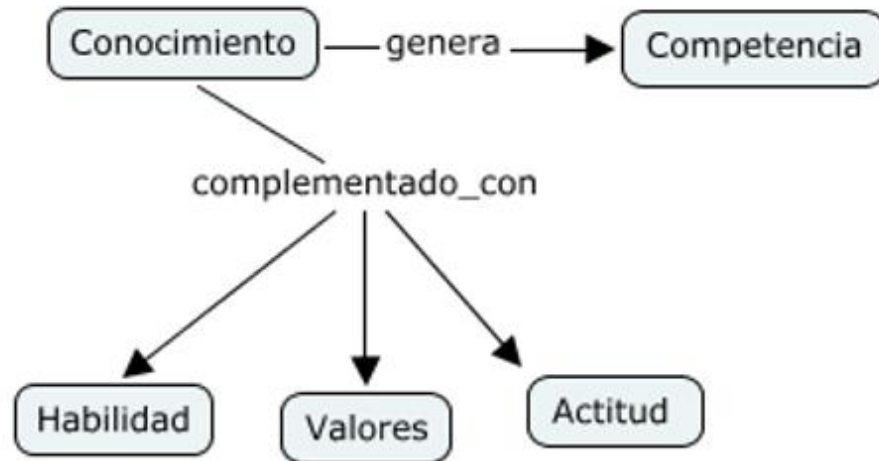 Conocimiento genera Competencia
complementado_con
Habilidad Valores Actitud